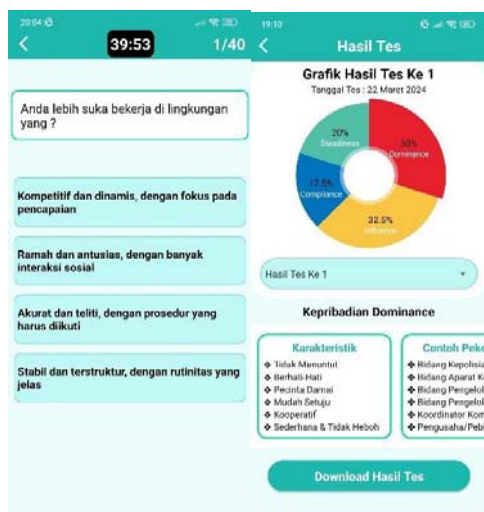 20:04
39:53
1/40
Anda lebih suka bekerja di lingkungan
yang ?
Kompetitif dan dinamis, dengan fokus pada
pencapaian
Ramah dan antusias, dengan banyak
interaksi sosial
Akurat dan teliti, dengan prosedur yang
harus diikuti
Stabil dan terstruktur, dengan rutinitas yang
jelas
19:10
Hasil Tes
Grafik Hasil Tes Ke 1
Tanggal Tes : 22 Maret 2024
20%
Steadiness
30%
Dominance
17.5%
Compliance
32.5%
Influence
Hasil Tes Ke 1
Kepribadian Dominance
Karakteristik
Tidak Menuntut
Berhati-Hati
Pecinta Damai
Mudah Setuju
Kooperatif
Sederhana & Tidak Heboh
Contoh Peke
Bidang Kepolisia
Bidang Aparat K
Bidang Pengelol
Bidang Pengelol
Koordinator Kom
Pengusaha/Peb
Download Hasil Tes